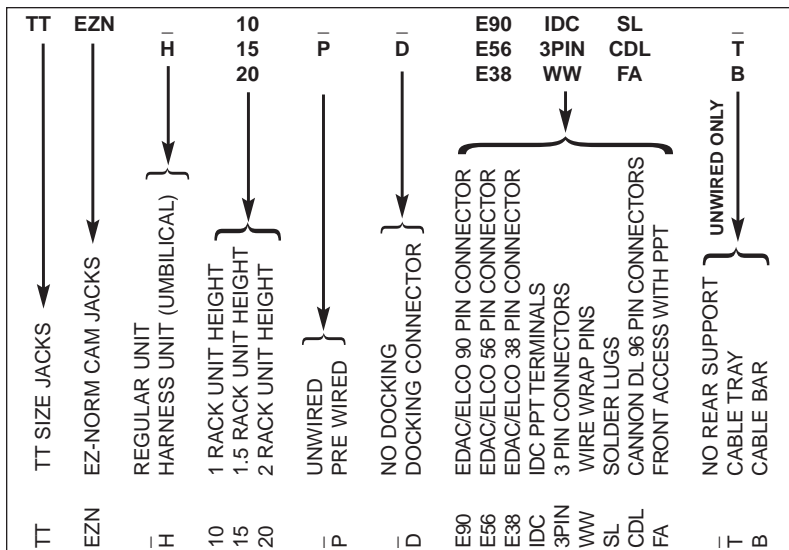 TT EZN _ 10 _ _ E90 IDC SL _
H 15 P D E56 3PIN CDL T
20 E38 WW FA B
UNWIRED ONLY
TT TT SIZE JACKS
EZN EZ-NORM CAM JACKS
_ REGULAR UNIT
H HARNESS UNIT (UMBILICAL)
10 1 RACK UNIT HEIGHT
15 1.5 RACK UNIT HEIGHT
20 2 RACK UNIT HEIGHT
_ UNWIRED
P PRE WIRED
_ NO DOCKING
D DOCKING CONNECTOR
E90 EDAC/ELCO 90 PIN CONNECTOR
E56 EDAC/ELCO 56 PIN CONNECTOR
E38 EDAC/ELCO 38 PIN CONNECTOR
IDC IDC PPT TERMINALS
3PIN 3 PIN CONNECTORS
WW WIRE WRAP PINS
SL SOLDER LUGS
CDL CANNON DL 96 PIN CONNECTORS
FA FRONT ACCESS WITH PPT
_ NO REAR SUPPORT
T CABLE TRAY
B CABLE BAR